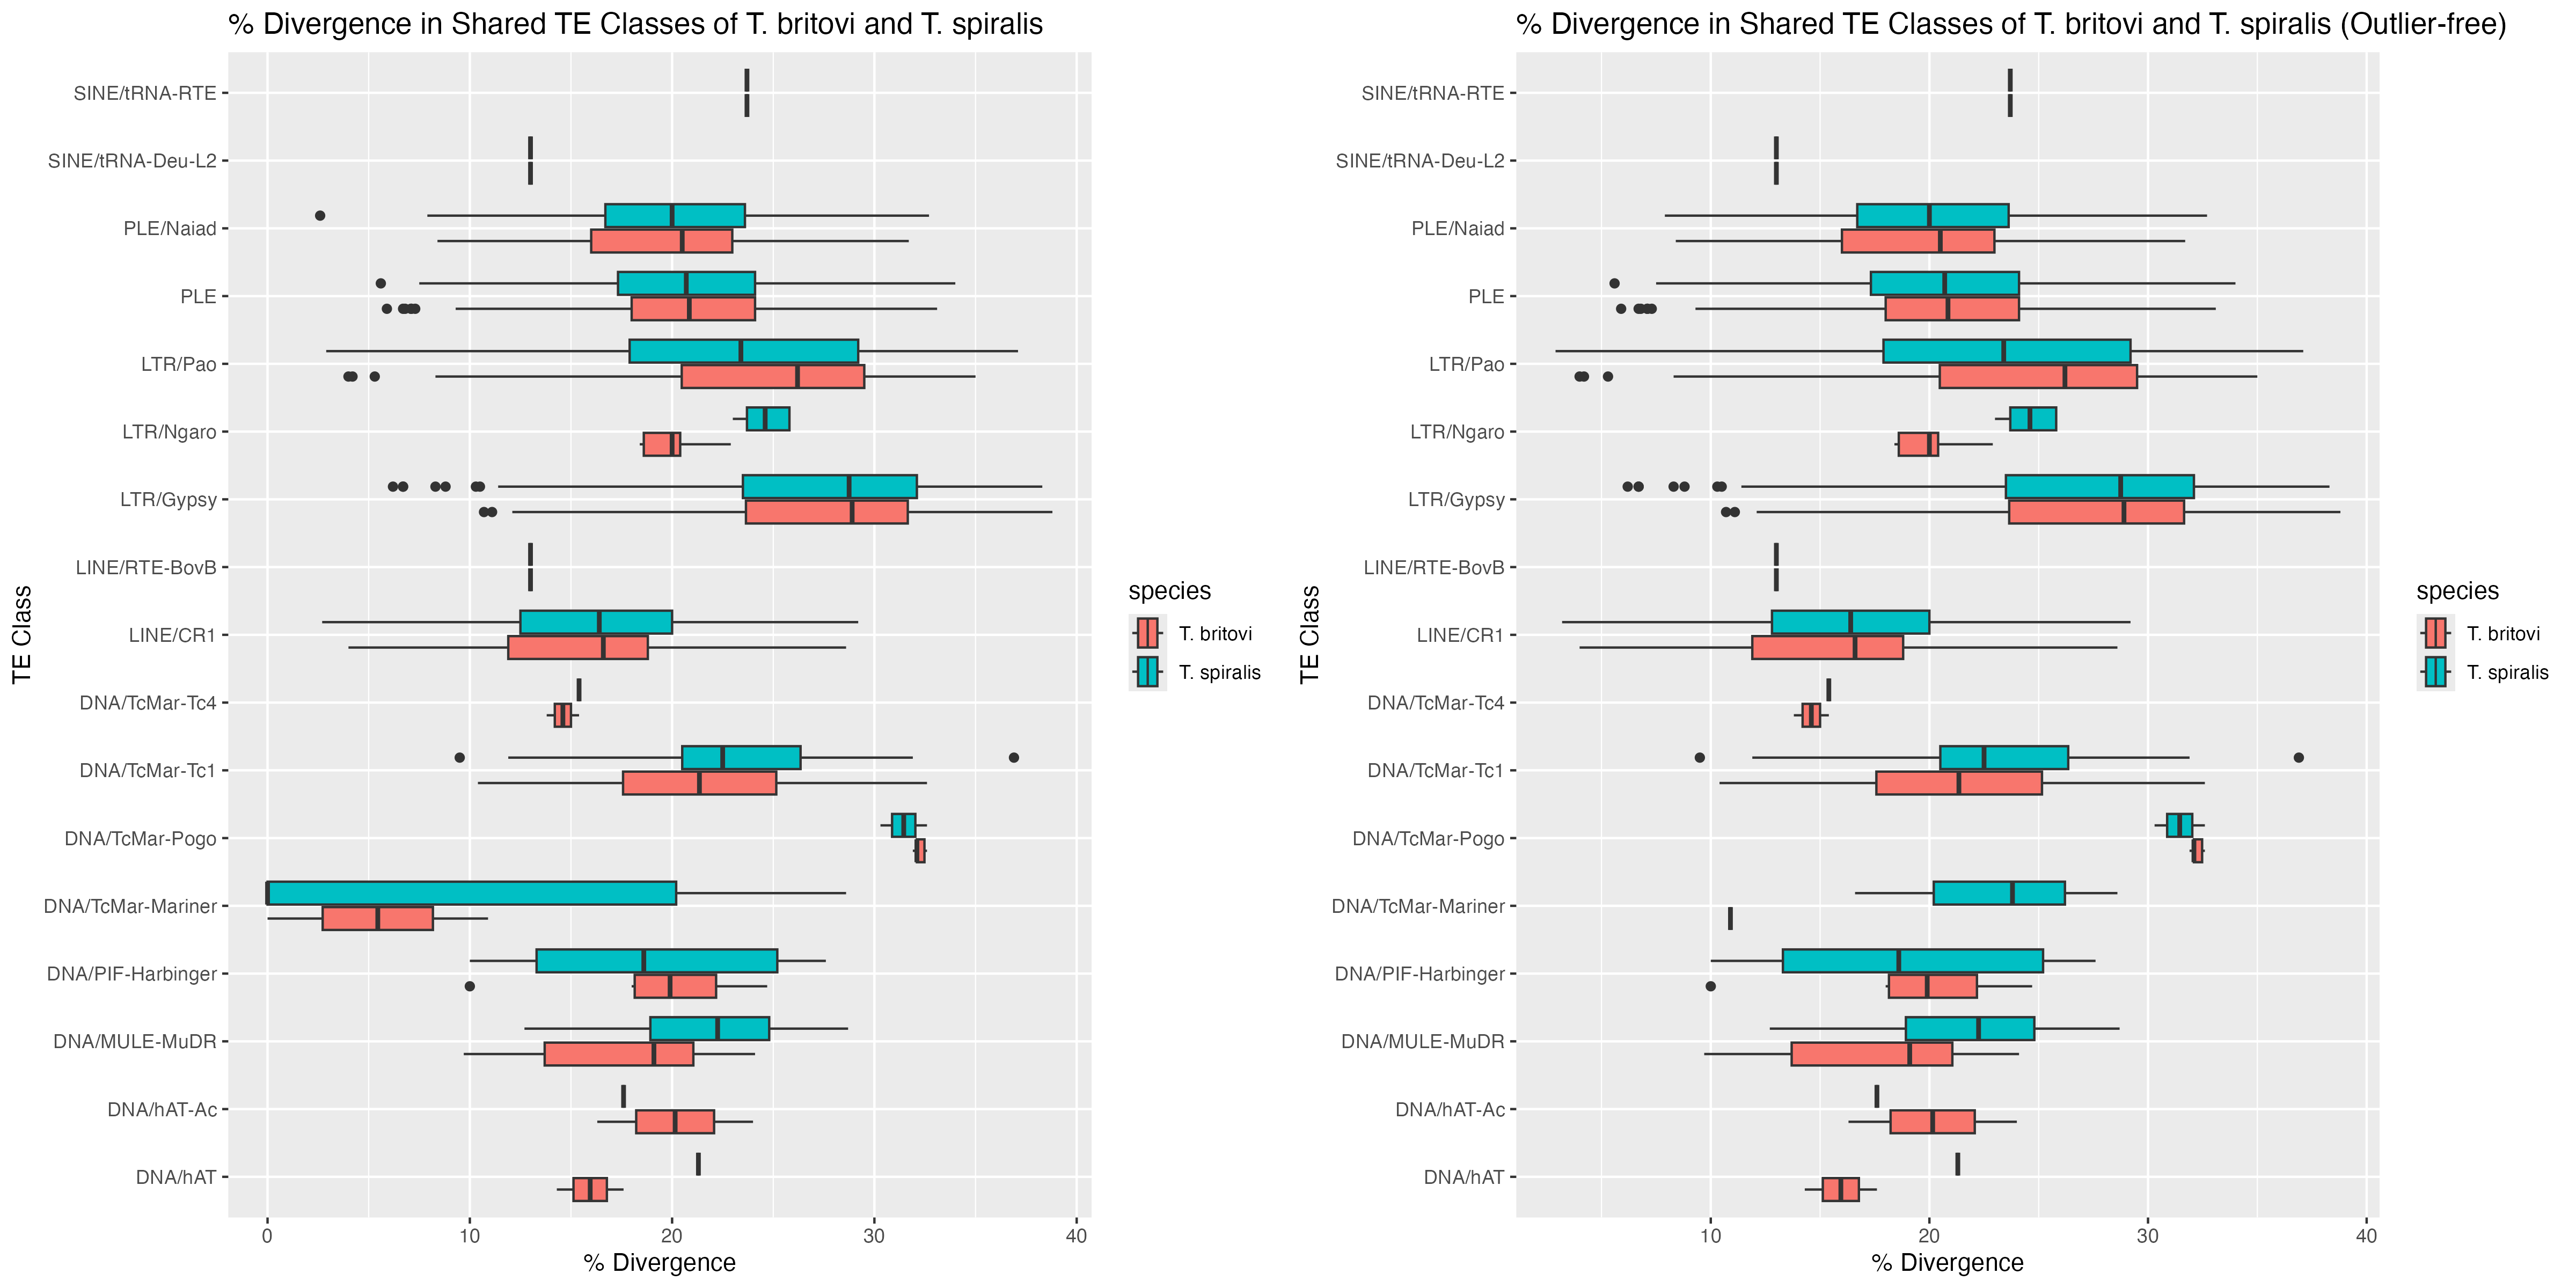 % Divergence in Shared TE Classes of T. britovi and T. spiralis
SINE/tRNA-RTE
SINE/tRNA-Deu-L2
PLE/Naiad
PLE
LTR/Pao
LTR/Ngaro
LTR/Gypsy
LINE/RTE-BovB
LINE/CR1
DNA/TcMar-Tc4
DNA/TcMar-Tc1
DNA/TcMar-Pogo
DNA/TcMar-Mariner
DNA/PIF-Harbinger
DNA/MULE-MuDR
DNA/hAT-Ac
DNA/hAT
TE Class
0 10 20 30 40
% Divergence
species
T. britovi
T. spiralis
% Divergence in Shared TE Classes of T. britovi and T. spiralis (Outlier-free)
SINE/tRNA-RTE
SINE/tRNA-Deu-L2
PLE/Naiad
PLE
LTR/Pao
LTR/Ngaro
LTR/Gypsy
LINE/RTE-BovB
LINE/CR1
DNA/TcMar-Tc4
DNA/TcMar-Tc1
DNA/TcMar-Pogo
DNA/TcMar-Mariner
DNA/PIF-Harbinger
DNA/MULE-MuDR
DNA/hAT-Ac
DNA/hAT
TE Class
10 20 30 40
% Divergence
species
T. britovi
T. spiralis